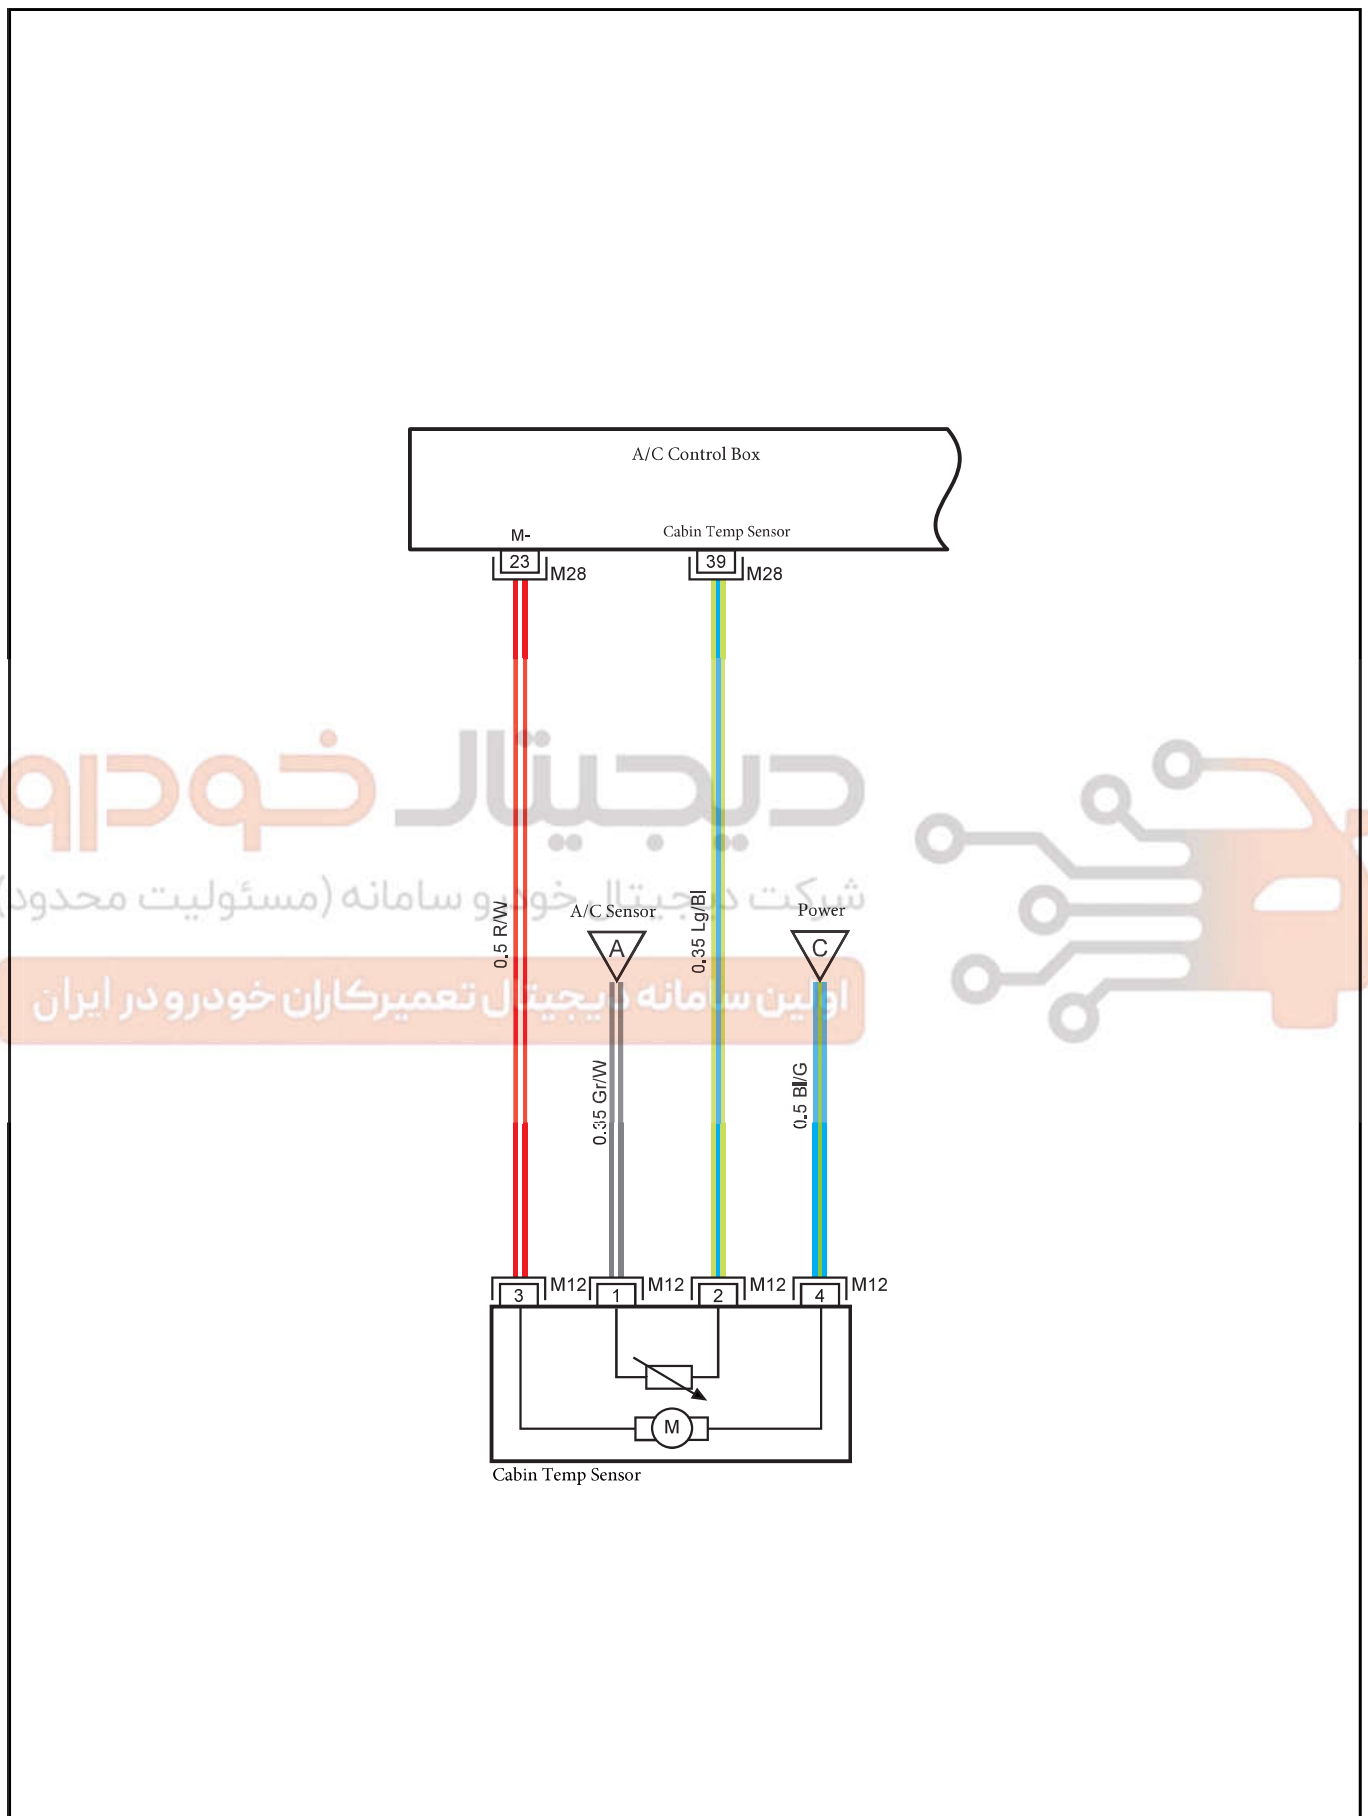 A/C Control Box
M-
Cabin Temp Sensor
23
M28
39
M28
دیجیتال خودرو
شرکت دیجیتال خودرو سامانه (مسئولیت محدود)
0.5 R/W
A/C Sensor
A
0.35 Lg/Bl
Power
C
اولین سامانه دیجیتال تعمیرکاران خودرو در ایران
0.35 Gr/W
0.5 Bl/G
3
M12
1
M12
2
M12
4
M12
M
Cabin Temp Sensor